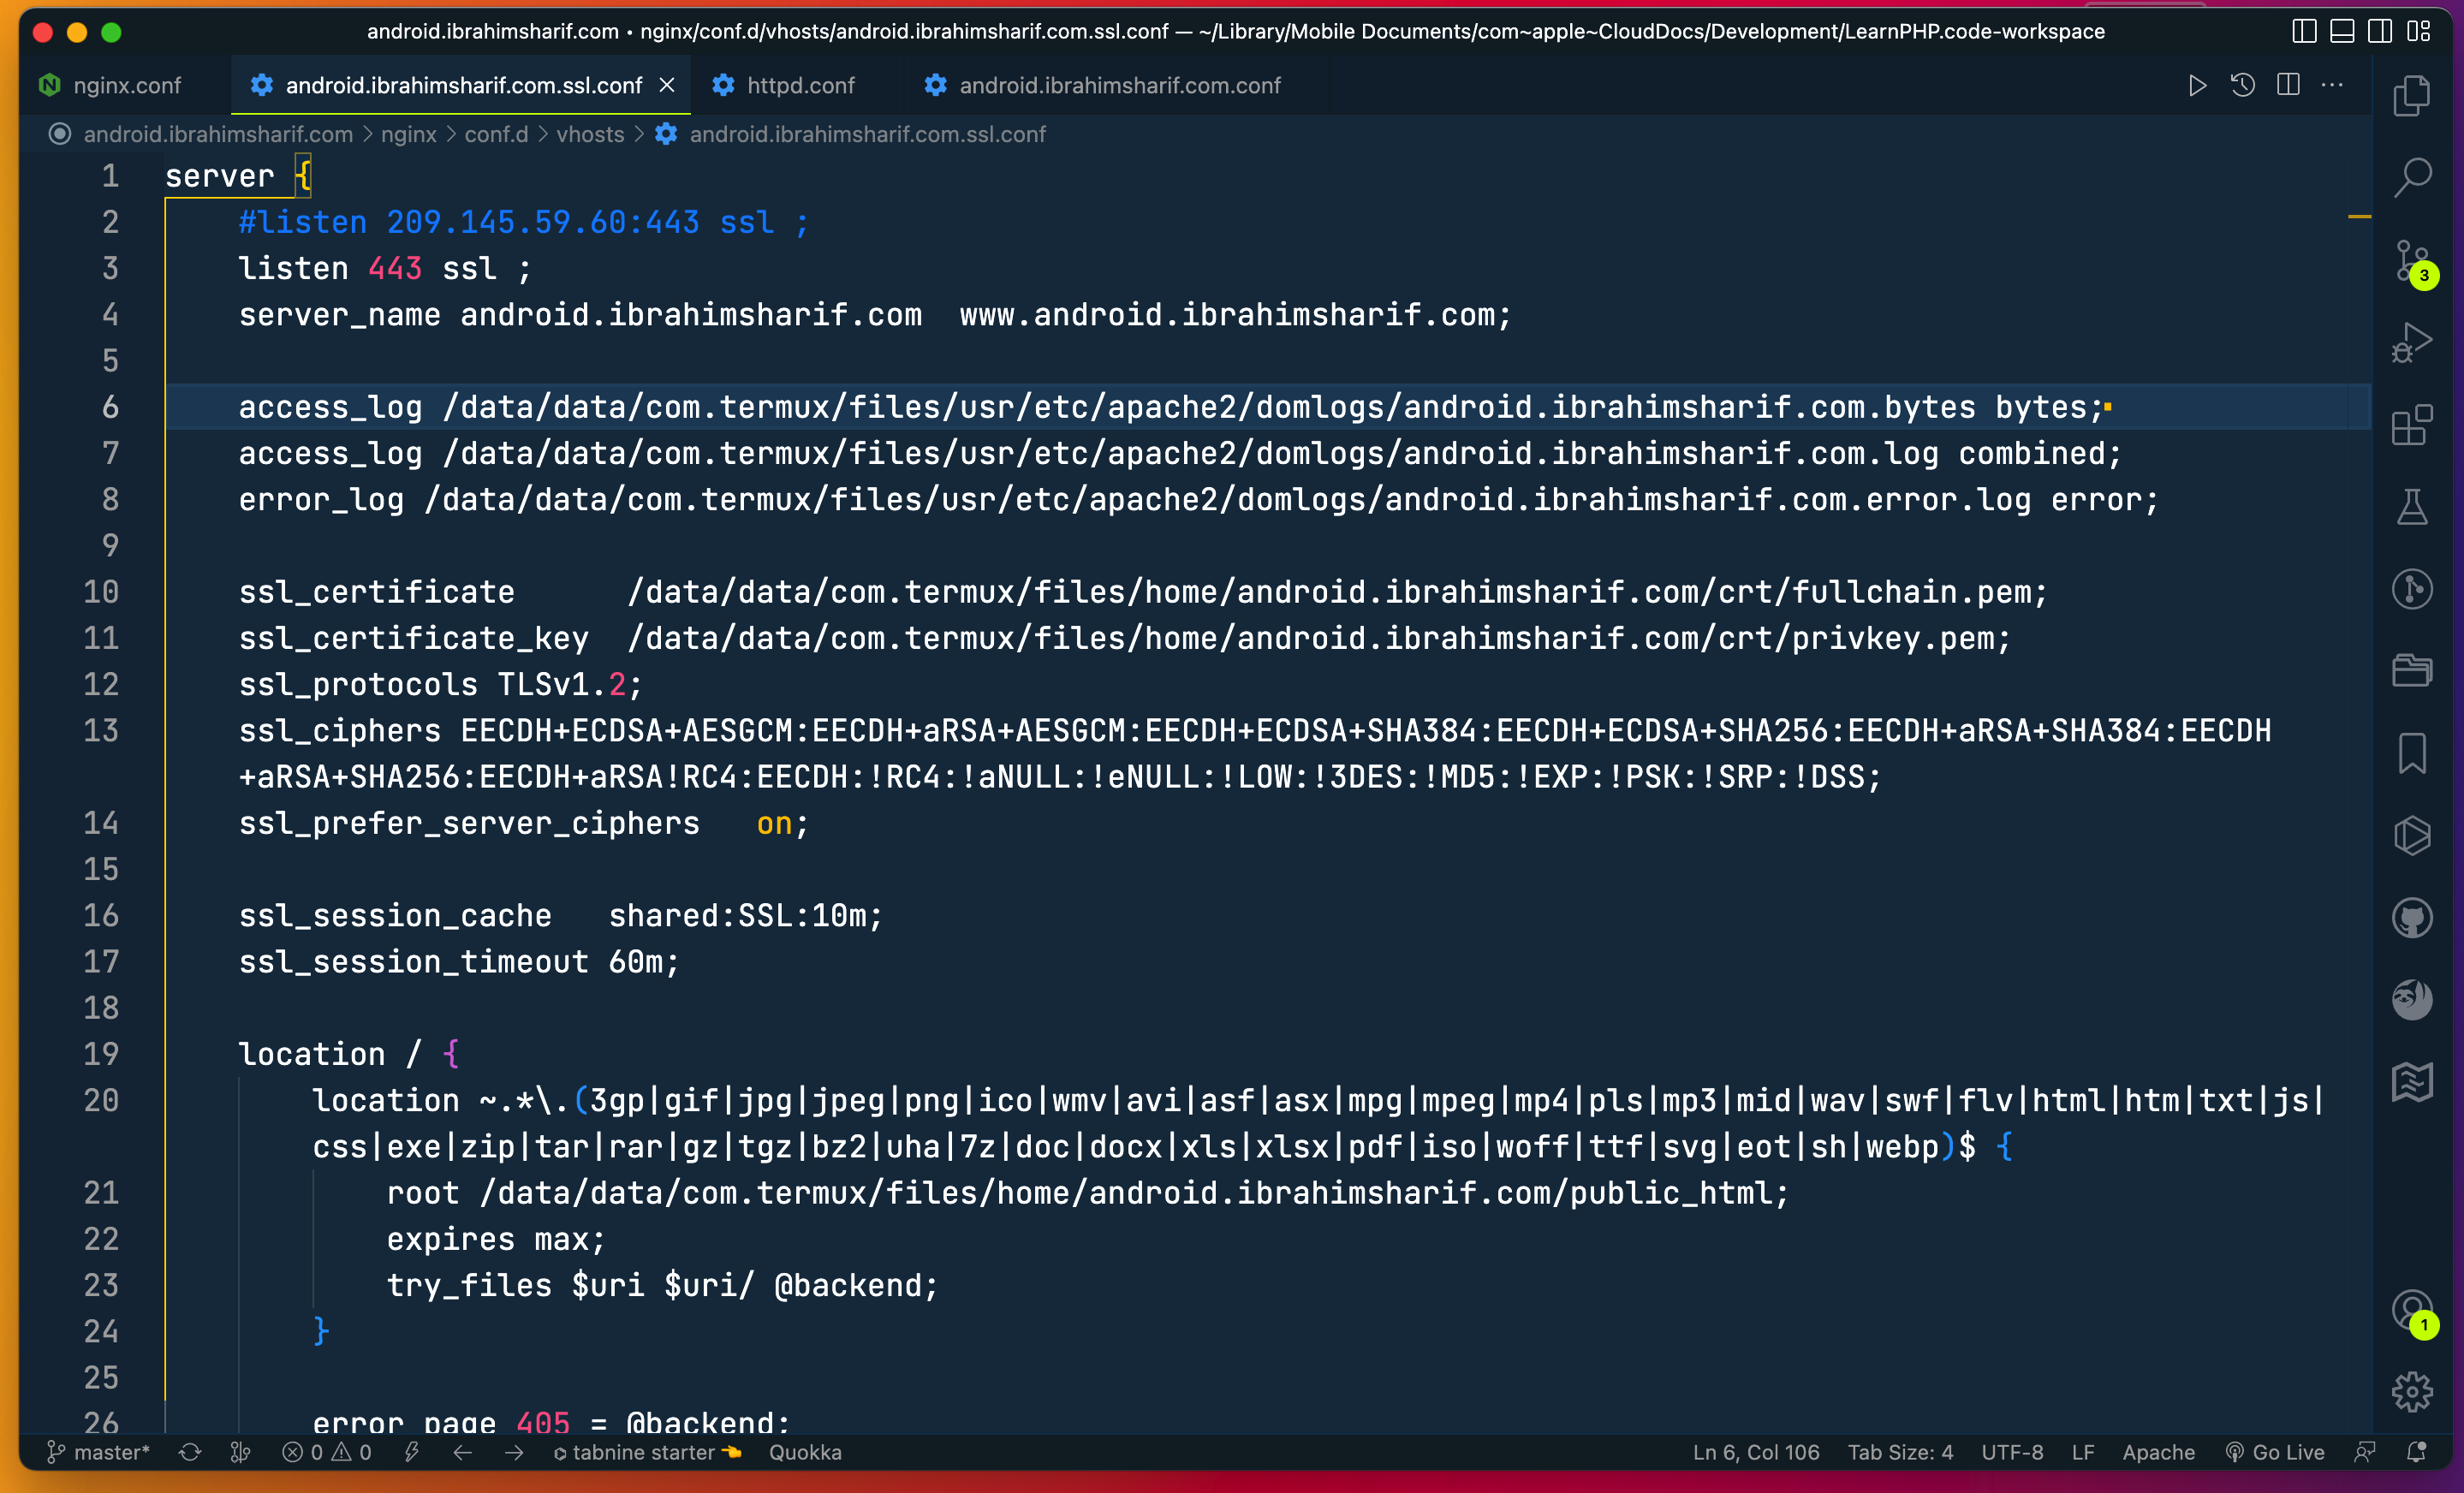 android.ibrahimsharif.com • nginx/conf.d/vhosts/android.ibrahimsharif.com.ssl.conf — ~/Library/Mobile Documents/com~apple~CloudDocs/Development/LearnPHP.code-workspace
nginx.conf android.ibrahimsharif.com.ssl.conf httpd.conf android.ibrahimsharif.com.conf
android.ibrahimsharif.com > nginx > conf.d > vhosts > android.ibrahimsharif.com.ssl.conf
1 server {
2 #listen 209.145.59.60:443 ssl ;
3 listen 443 ssl ;
4 server_name android.ibrahimsharif.com  www.android.ibrahimsharif.com;
5
6 access_log /data/data/com.termux/files/usr/etc/apache2/domlogs/android.ibrahimsharif.com.bytes bytes;
7 access_log /data/data/com.termux/files/usr/etc/apache2/domlogs/android.ibrahimsharif.com.log combined;
8 error_log /data/data/com.termux/files/usr/etc/apache2/domlogs/android.ibrahimsharif.com.error.log error;
9
10 ssl_certificate      /data/data/com.termux/files/home/android.ibrahimsharif.com/crt/fullchain.pem;
11 ssl_certificate_key  /data/data/com.termux/files/home/android.ibrahimsharif.com/crt/privkey.pem;
12 ssl_protocols TLSv1.2;
13 ssl_ciphers EECDH+ECDSA+AESGCM:EECDH+aRSA+AESGCM:EECDH+ECDSA+SHA384:EECDH+ECDSA+SHA256:EECDH+aRSA+SHA384:EECDH
+aRSA+SHA256:EECDH+aRSA!RC4:EECDH:!RC4:!aNULL:!eNULL:!LOW:!3DES:!MD5:!EXP:!PSK:!SRP:!DSS;
14 ssl_prefer_server_ciphers   on;
15
16 ssl_session_cache   shared:SSL:10m;
17 ssl_session_timeout 60m;
18
19 location / {
20 location ~.*\.(3gp|gif|jpg|jpeg|png|ico|wmv|avi|asf|asx|mpg|mpeg|mp4|pls|mp3|mid|wav|swf|flv|html|htm|txt|js|
css|exe|zip|tar|rar|gz|tgz|bz2|uha|7z|doc|docx|xls|xlsx|pdf|iso|woff|ttf|svg|eot|sh|webp)$ {
21 root /data/data/com.termux/files/home/android.ibrahimsharif.com/public_html;
22 expires max;
23 try_files $uri $uri/ @backend;
24 }
25
26 error_page 405 = @backend;
3
1
master* 0 0 tabnine starter 👈 Quokka Ln 6, Col 106 Tab Size: 4 UTF-8 LF Apache Go Live